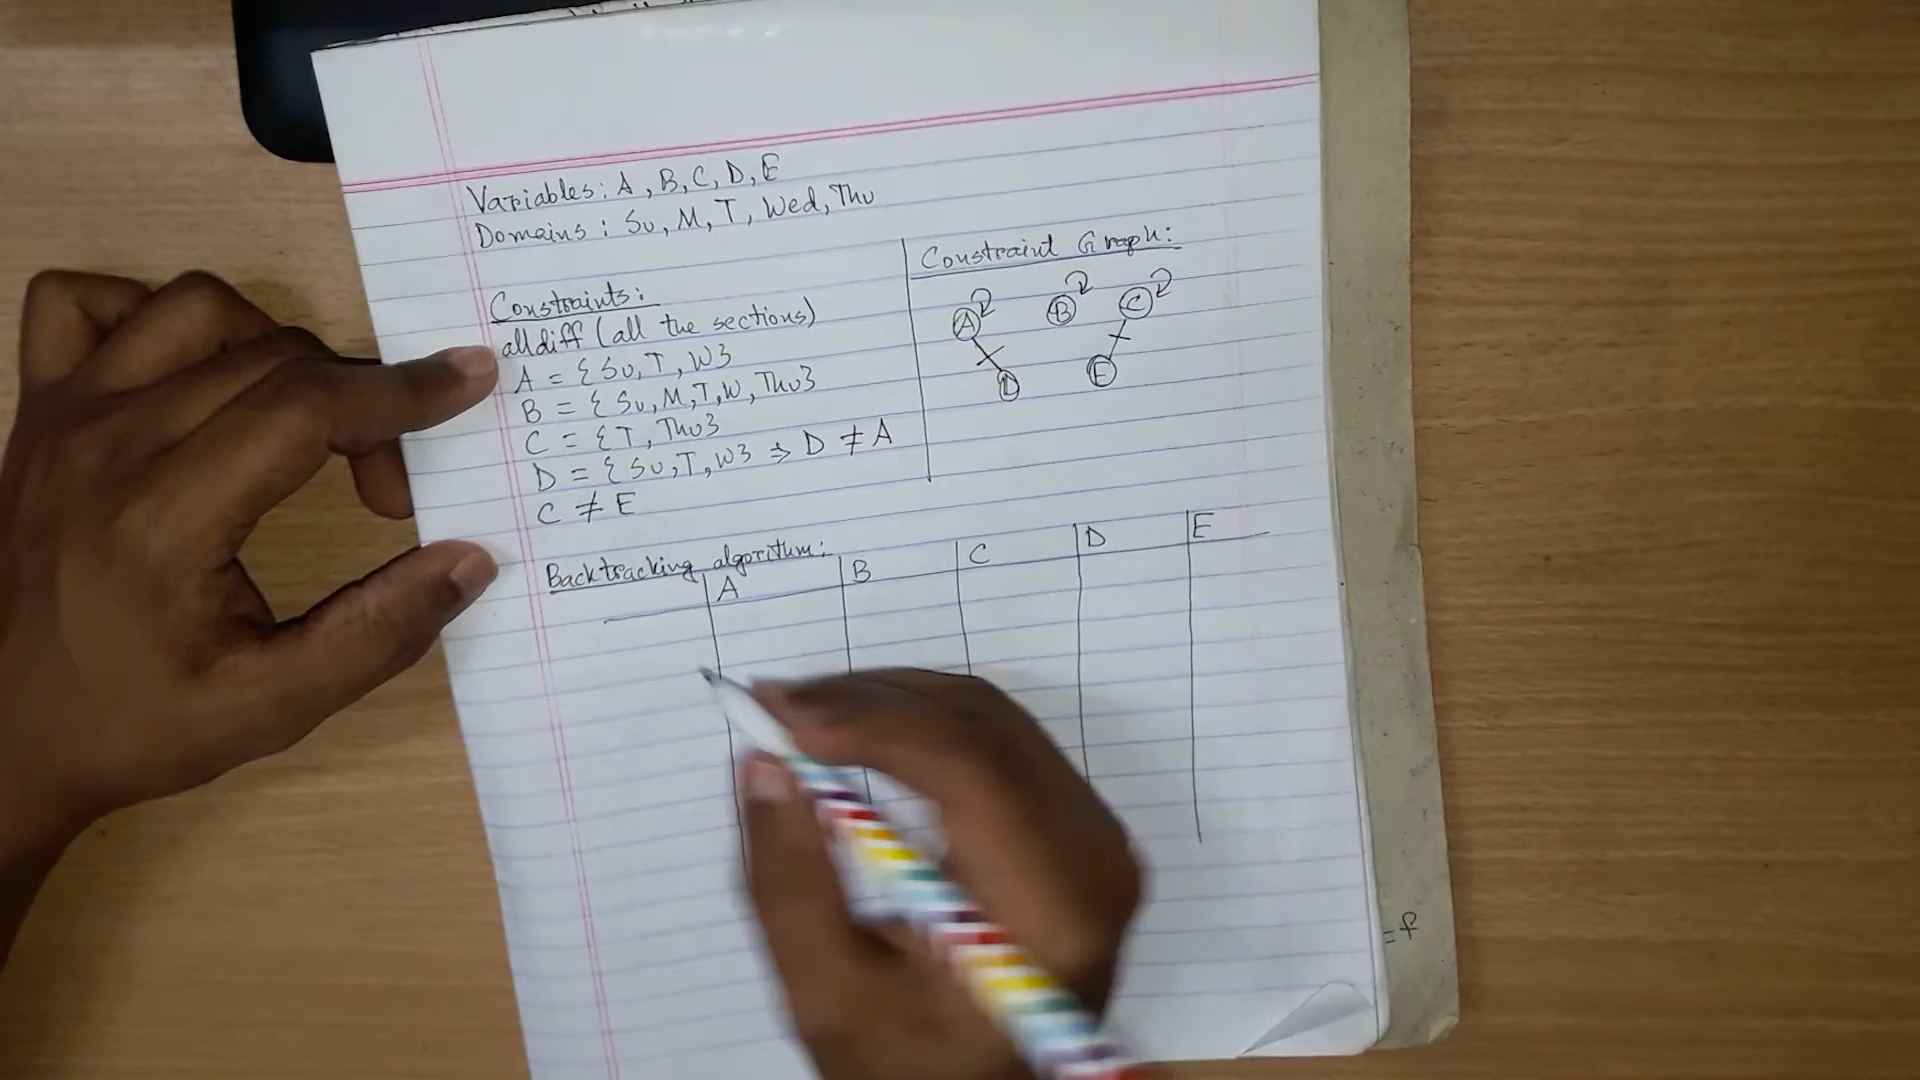 Variables: A, B, C, D, E
Domains: Su, M, T, Wed, Thu
Constraints:
alldiff (all the sections)
A = {Su, T, W}
B = {Su, M, T, W, Thu}
C = {T, Thu}
D = {Su, T, W} ⇒ D ≠ A
C ≠ E
Constraint Graph:
A B C
D E
Backtracking algorithm:
A B C D E
= f